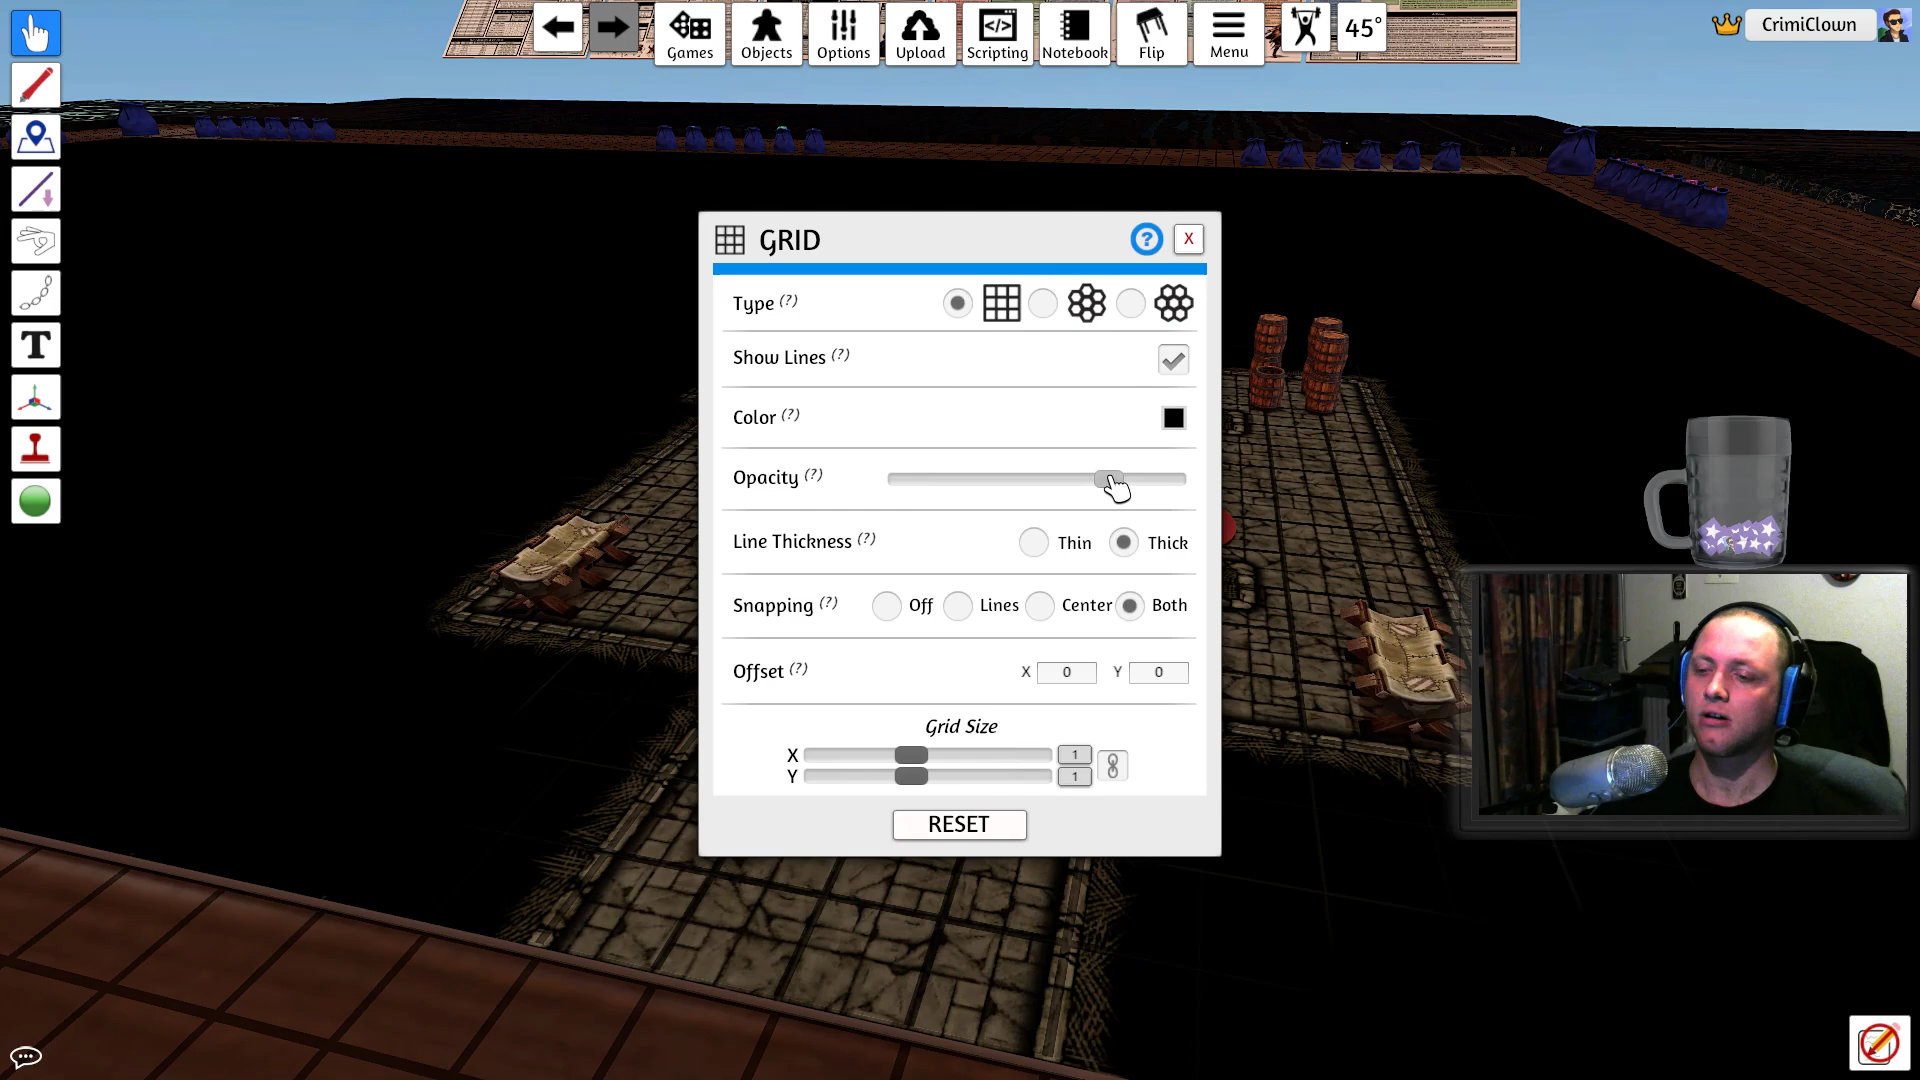 Games
Objects
Options
Upload
Scripting
Notebook
Flip
Menu
45°
CrimiClown
T
GRID
?
X
Type (?)
Show Lines (?)
Color (?)
Opacity (?)
Line Thickness (?) Thin Thick
Snapping (?) Off Lines Center Both
Offset (?) X 0 Y 0
Grid Size
X 1
Y 1
RESET